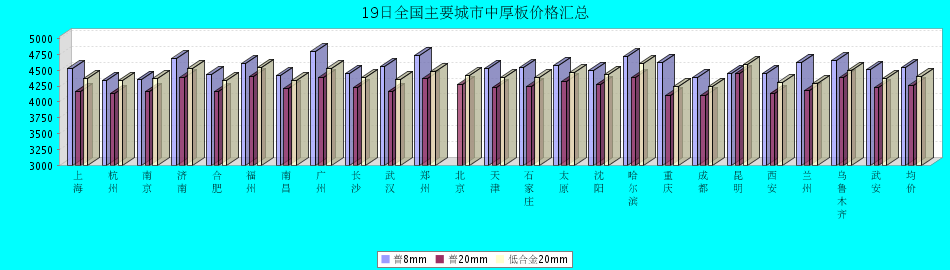 19日全国主要城市中厚板价格汇总
5000
4750
4500
4250
4000
3750
3500
3250
3000
上海
杭州
南京
济南
合肥
福州
南昌
广州
长沙
武汉
郑州
北京
天津
石家庄
太原
沈阳
哈尔滨
重庆
成都
昆明
西安
兰州
乌鲁木齐
武安
均价
普8mm 普20mm 低合金20mm